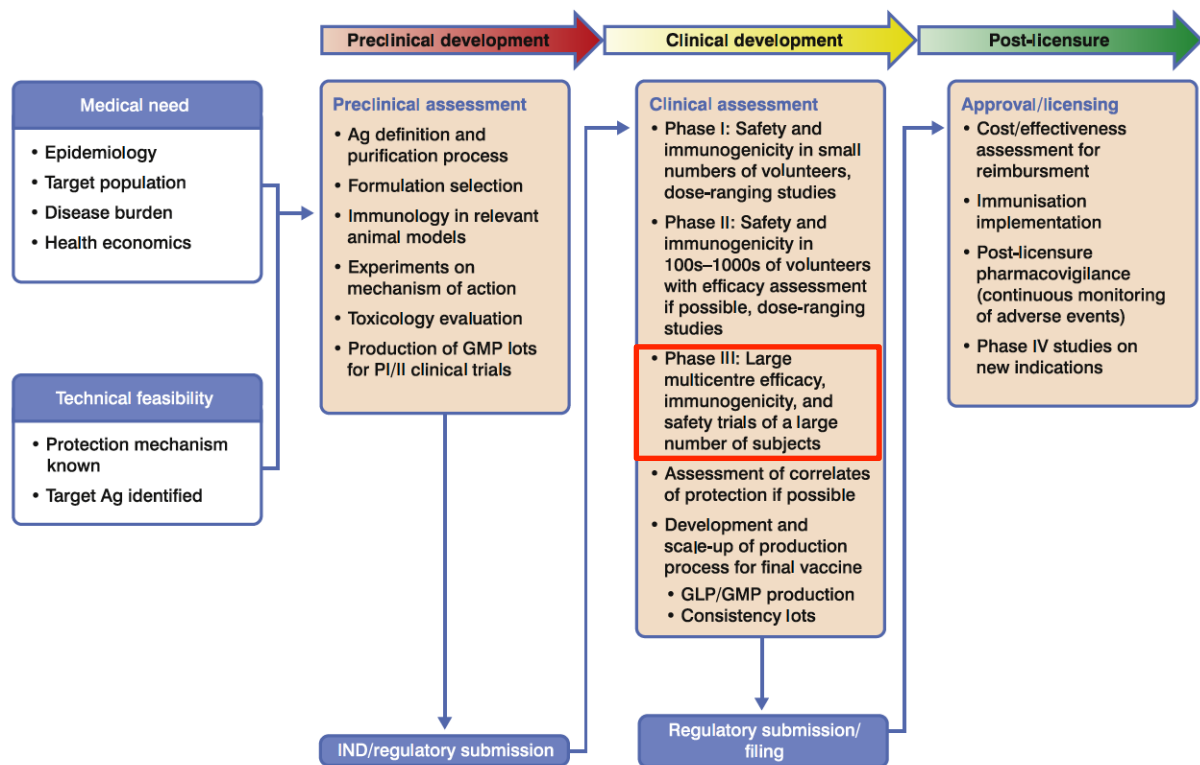 Preclinical development
Clinical development
Post-licensure
Medical need
• Epidemiology
• Target population
• Disease burden
• Health economics
Technical feasibility
• Protection mechanism
known
• Target Ag identified
Preclinical assessment
• Ag definition and
purification process
• Formulation selection
• Immunology in relevant
animal models
• Experiments on
mechanism of action
• Toxicology evaluation
• Production of GMP lots
for PI/II clinical trials
IND/regulatory submission
Clinical assessment
• Phase I: Safety and
immunogenicity in small
numbers of volunteers,
dose-ranging studies
• Phase II: Safety and
immunogenicity in
100s–1000s of volunteers
with efficacy assessment
if possible, dose-ranging
studies
• Phase III: Large
multicentre efficacy,
immunogenicity, and
safety trials of a large
number of subjects
• Assessment of correlates
of protection if possible
• Development and
scale-up of production
process for final vaccine
• GLP/GMP production
• Consistency lots
Regulatory submission/
filing
Approval/licensing
• Cost/effectiveness
assessment for
reimbursment
• Immunisation
implementation
• Post-licensure
pharmacovigilance
(continuous monitoring
of adverse events)
• Phase IV studies on
new indications